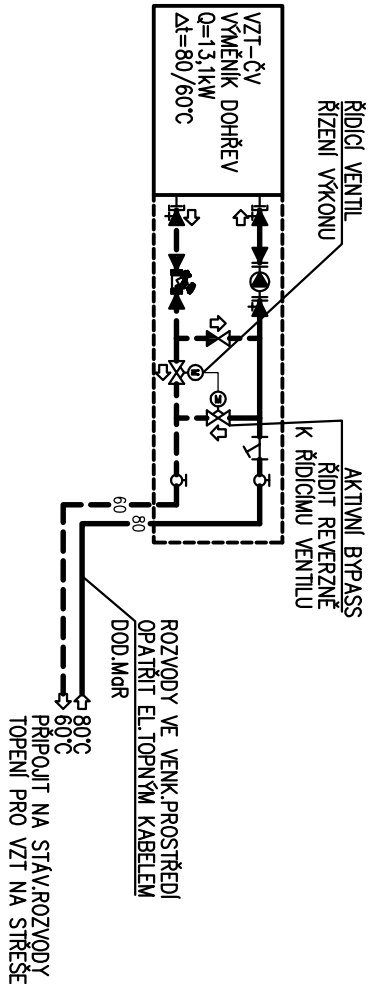 VZT-ČV
VÝMĚNÍK DOHŘEV
Q=13,1kW
Δt=80/60°C
ŘÍDÍCÍ VENTIL
ŘÍZENÍ VÝKONU
M
M
AKTIVNÍ BYPASS
ŘÍDIT REVERZNĚ
K ŘÍDÍCÍMU VENTILU
60
80
ROZVODY VE VENK.PROSTŘEDÍ
OPATŘIT EL.TOPNÝM KABELEM
DOD.MaR
80°C
60°C
PŘIPOJIT NA STÁV.ROZVODY
TOPENÍ PRO VZT NA STŘEŠE